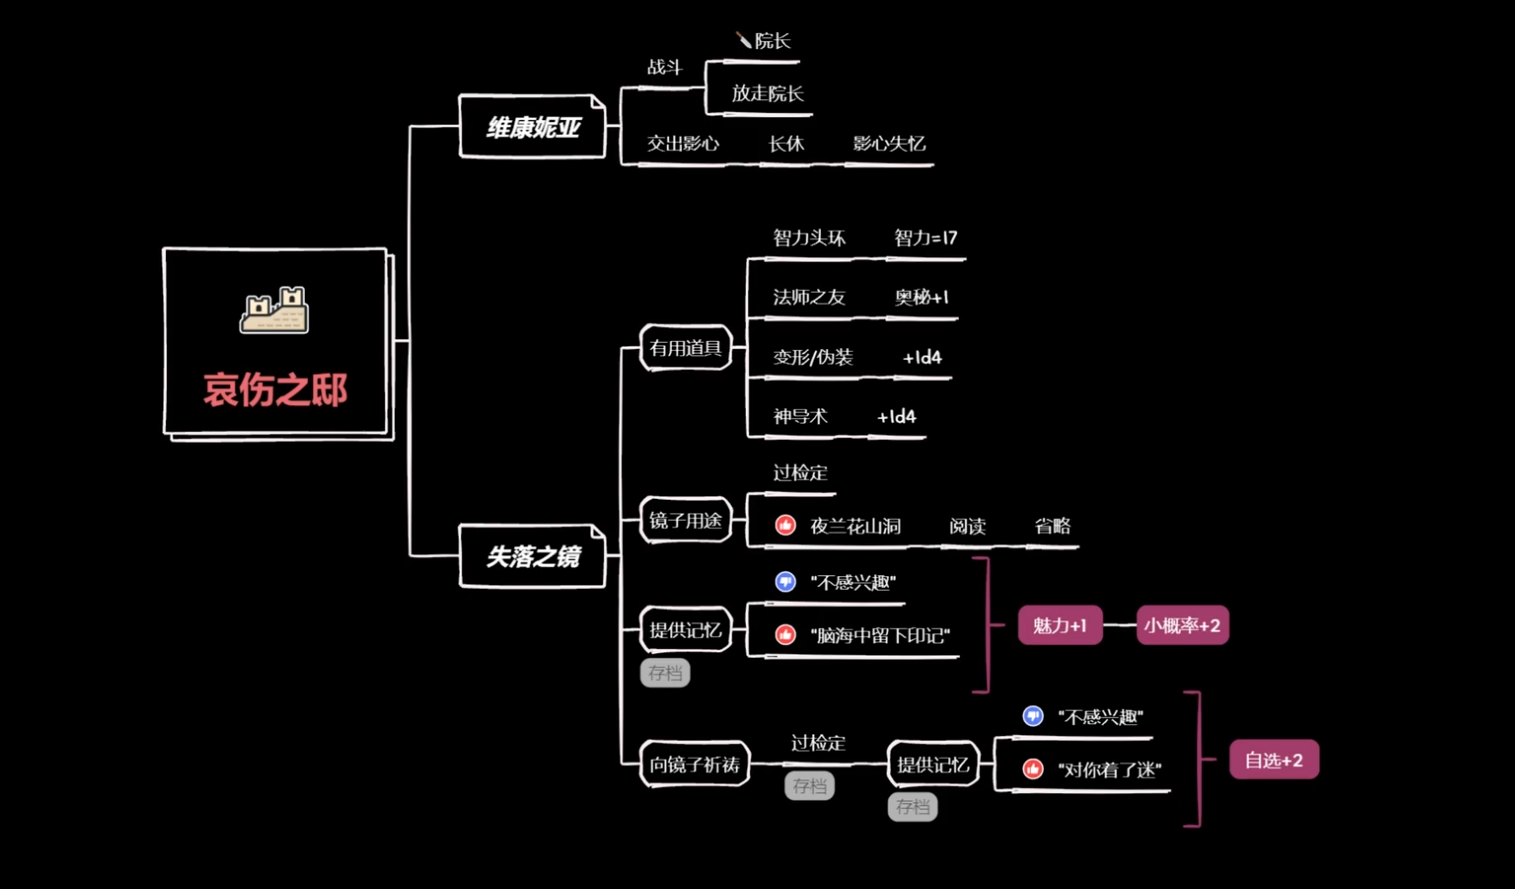 哀伤之邸
维康妮亚
战斗
院长
放走院长
交出影心
长休
影心失忆
失落之镜
有用道具
智力头环
智力=17
法师之友
奥秘+1
变形/伪装
+1d4
神导术
+1d4
镜子用途
过检定
夜兰花山洞
阅读
省略
提供记忆
存档
"不感兴趣"
"脑海中留下印记"
魅力+1
小概率+2
向镜子祈祷
过检定
存档
提供记忆
存档
"不感兴趣"
"对你着了迷"
自选+2